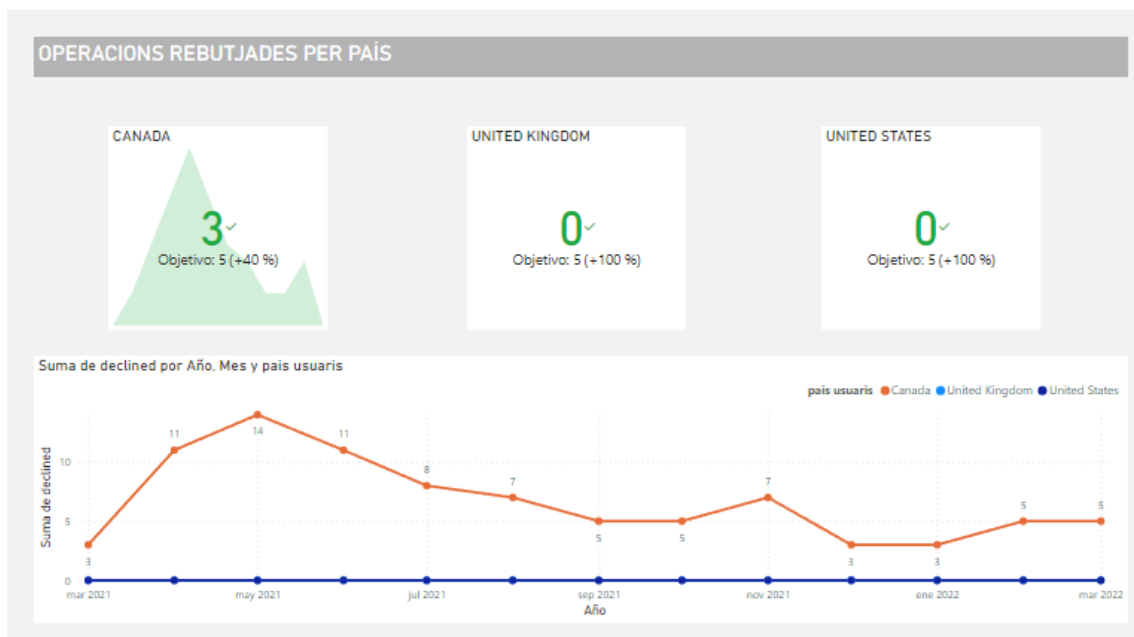 OPERACIONS REBUTJADES PER PAÍS
CANADA
3
Objetivo: 5 (+40 %)
UNITED KINGDOM
0
Objetivo: 5 (+100 %)
UNITED STATES
0
Objetivo: 5 (+100 %)
Suma de declined por Año, Mes y pais usuaris
pais usuaris Canada United Kingdom United States
Suma de declined
10
5
0
3
11
14
11
8
7
5
5
7
3
3
5
5
mar 2021 may 2021 jul 2021 sep 2021 nov 2021 ene 2022 mar 2022
Año